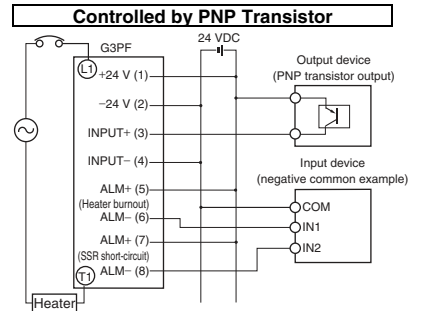 Controlled by PNP Transistor
24 VDC
G3PF
L1
+24 V (1)
−24 V (2)
INPUT+ (3)
INPUT− (4)
ALM+ (5)
(Heater burnout)
ALM− (6)
ALM+ (7)
(SSR short-circuit)
ALM− (8)
T1
Heater
Output device
(PNP transistor output)
Input device
(negative common example)
COM
IN1
IN2